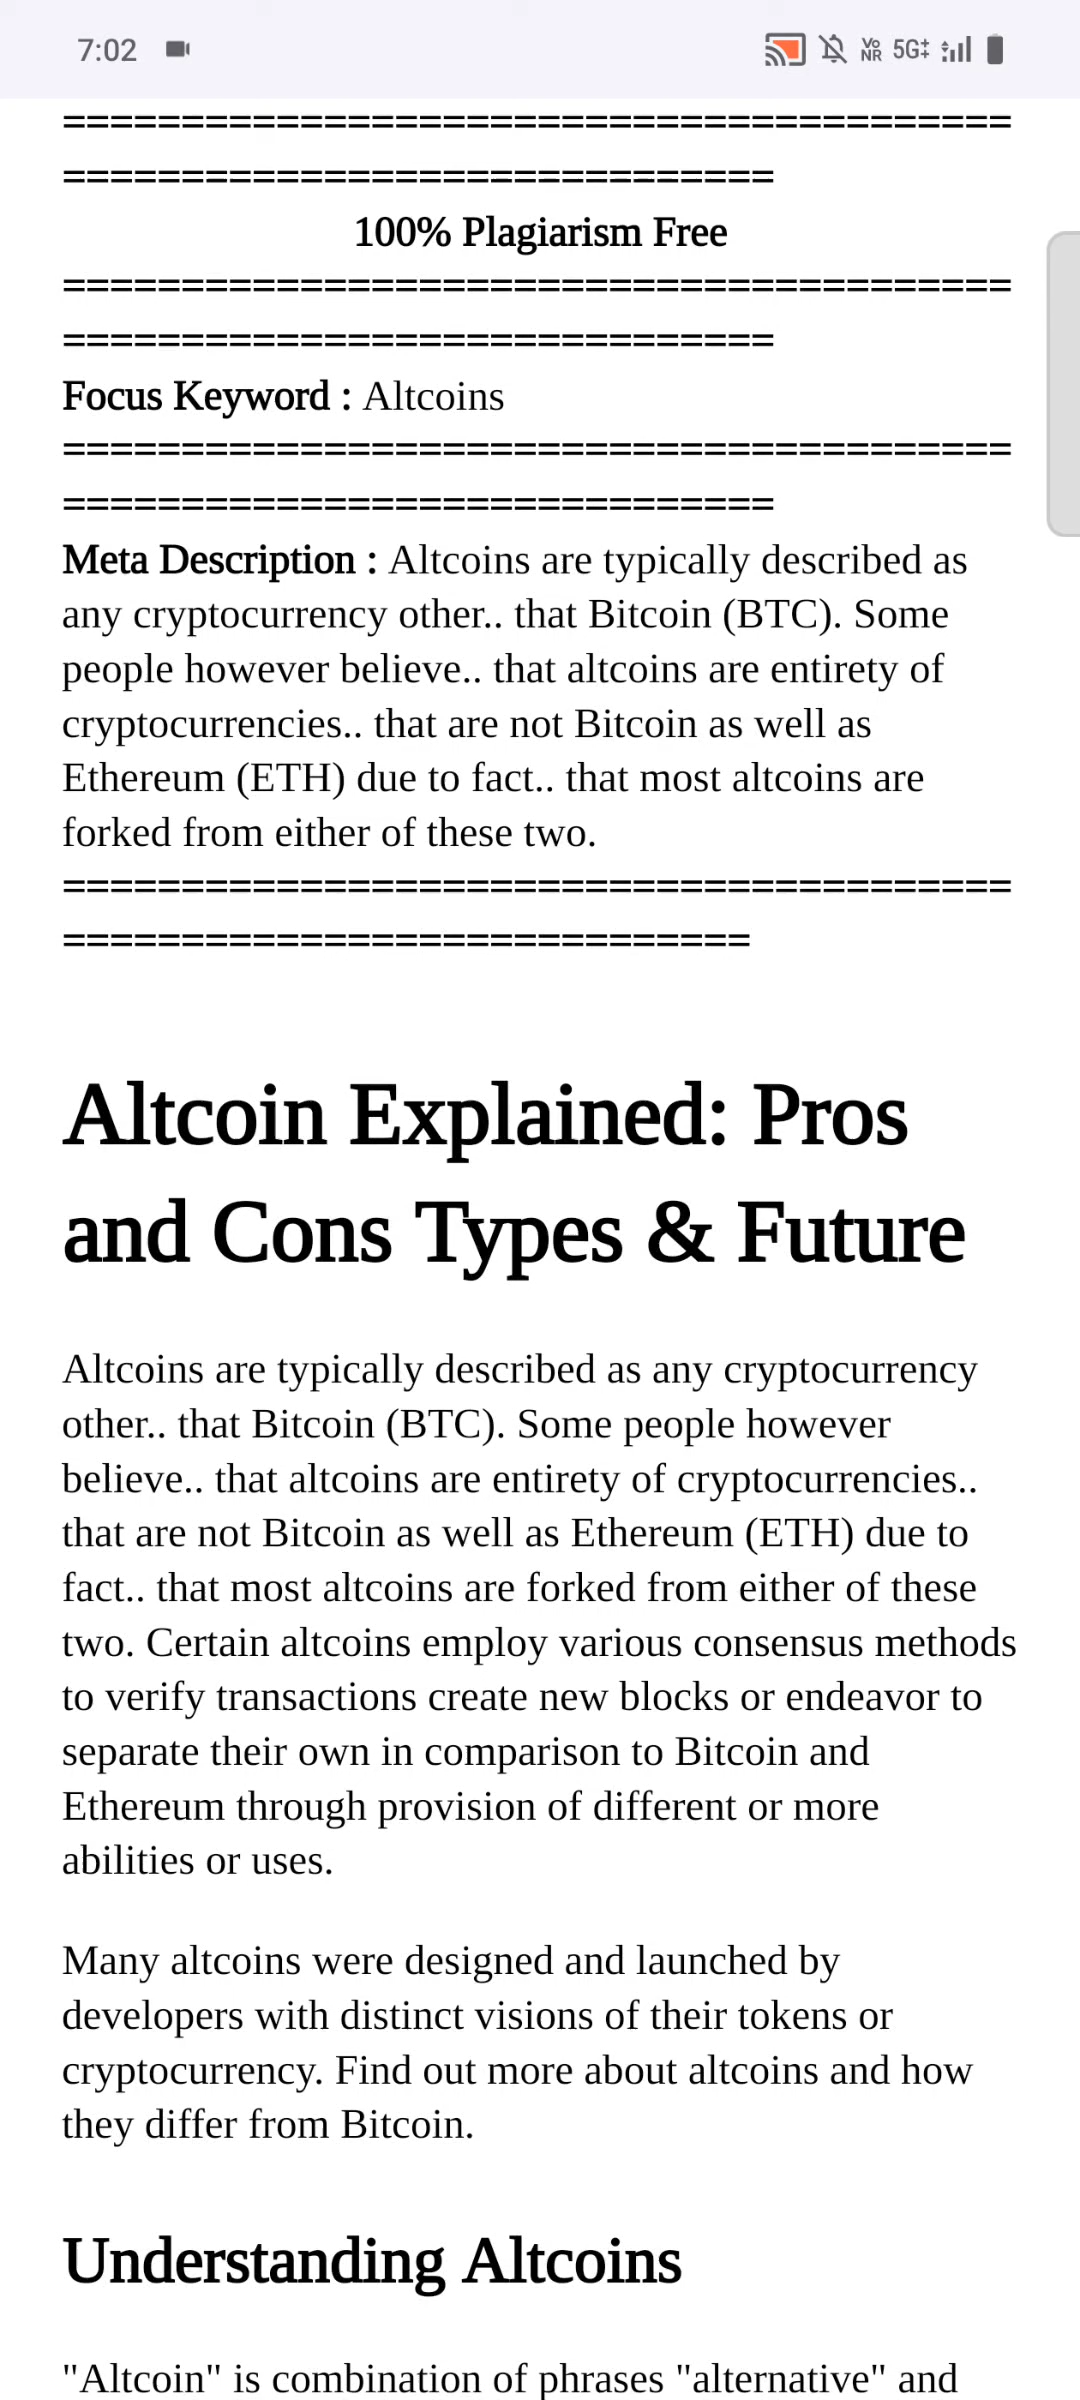 7:02 Vo NR 5G
========================================
==============================
100% Plagiarism Free
========================================
==============================
Focus Keyword : Altcoins
========================================
==============================
Meta Description : Altcoins are typically described as
any cryptocurrency other.. that Bitcoin (BTC). Some
people however believe.. that altcoins are entirety of
cryptocurrencies.. that are not Bitcoin as well as
Ethereum (ETH) due to fact.. that most altcoins are
forked from either of these two.
========================================
=============================
Altcoin Explained: Pros
and Cons Types & Future
Altcoins are typically described as any cryptocurrency
other.. that Bitcoin (BTC). Some people however
believe.. that altcoins are entirety of cryptocurrencies..
that are not Bitcoin as well as Ethereum (ETH) due to
fact.. that most altcoins are forked from either of these
two. Certain altcoins employ various consensus methods
to verify transactions create new blocks or endeavor to
separate their own in comparison to Bitcoin and
Ethereum through provision of different or more
abilities or uses.
Many altcoins were designed and launched by
developers with distinct visions of their tokens or
cryptocurrency. Find out more about altcoins and how
they differ from Bitcoin.
Understanding Altcoins
"Altcoin" is combination of phrases "alternative" and